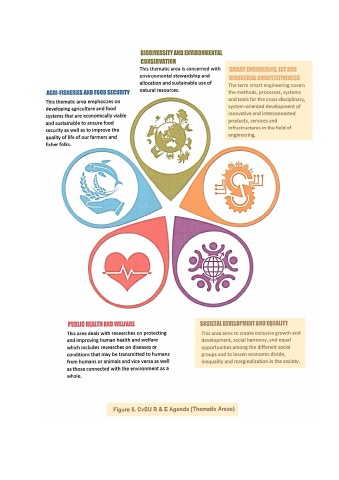 BIODIVERSITY AND ENVIRONMENTAL
CONSERVATION
This thematic area is concerned with
environmental stewardship and
allocation and sustainable use of
natural resources.
SMART ENGINEERING, ICT AND
INDUSTRIAL COMPETITIVENESS
The term smart engineering covers
the methods, processes, systems
and tools for the cross-disciplinary,
system-oriented development of
innovative and interconnected
products, services and
infrastructures in the field of
engineering.
AGRI-FISHERIES AND FOOD SECURITY
This thematic area emphasizes on
developing agriculture and food
systems that are economically viable
and sustainable to ensure food
security as well as to improve the
quality of life of our farmers and
fisher folks.
PUBLIC HEALTH AND WELFARE
This area deals with researches on protecting
and improving human health and welfare
which includes researches on diseases or
conditions that may be transmitted to humans
from humans or animals and vice versa as well
as those connected with the environment as a
whole.
SOCIETAL DEVELOPMENT AND EQUALITY
This area aims to create inclusive growth and
development, social harmony, and equal
opportunities among the different social
groups and to lessen economic divide,
inequality and marginalization in the society.
Figure 5. CvSU R & E Agenda (Thematic Areas)